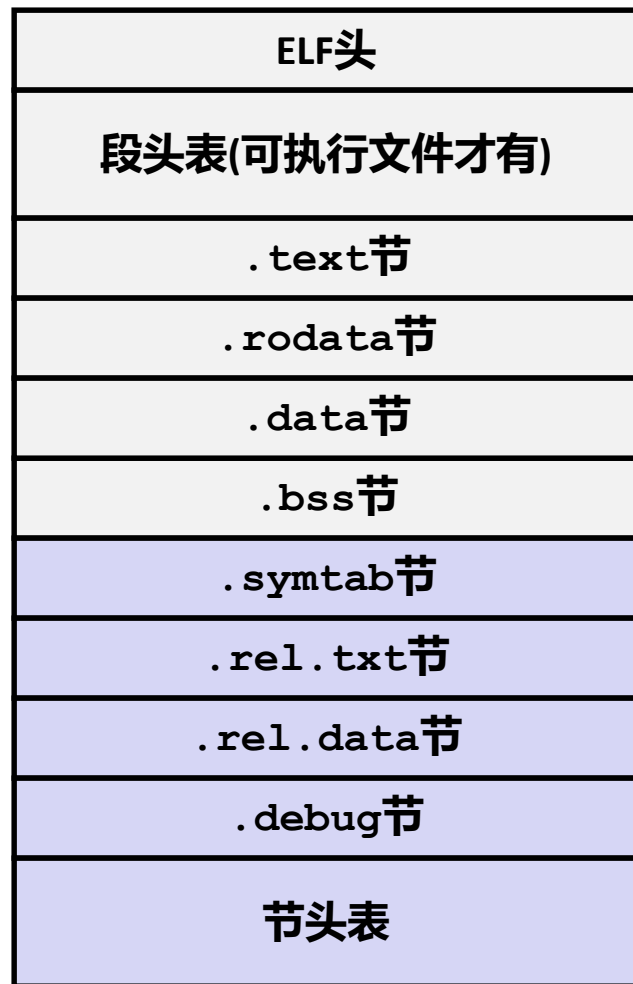 ELF头
段头表(可执行文件才有)
.text节
.rodata节
.data节
.bss节
.symtab节
.rel.txt节
.rel.data节
.debug节
节头表